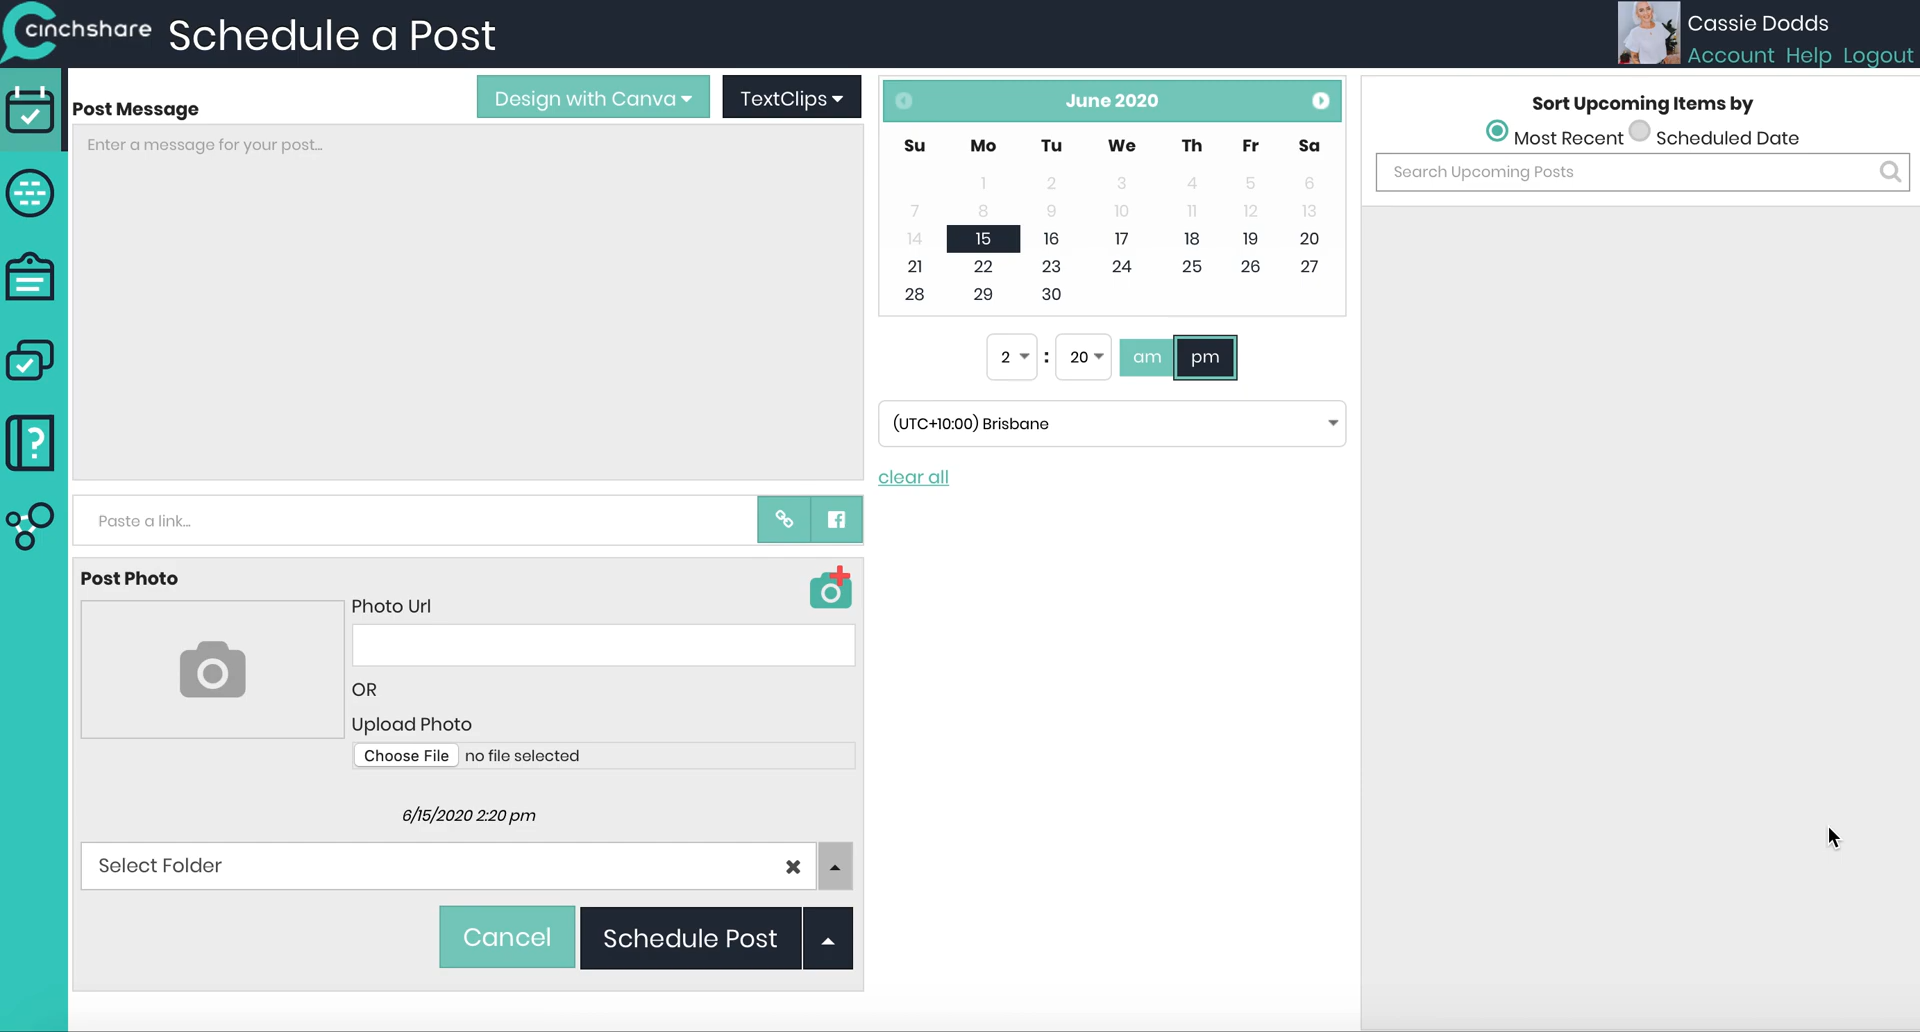 cinchshare
Schedule a Post
Cassie Dodds
Account Help Logout
Post Message
Design with Canva
TextClips
Enter a message for your post...
Paste a link...
Post Photo
Photo Url
OR
Upload Photo
Choose File no file selected
6/15/2020 2:20 pm
Select Folder
Cancel
Schedule Post
June 2020
Su Mo Tu We Th Fr Sa
1 2 3 4 5 6
7 8 9 10 11 12 13
14 15 16 17 18 19 20
21 22 23 24 25 26 27
28 29 30
2 : 20 am pm
(UTC+10:00) Brisbane
clear all
Sort Upcoming Items by
Most Recent Scheduled Date
Search Upcoming Posts